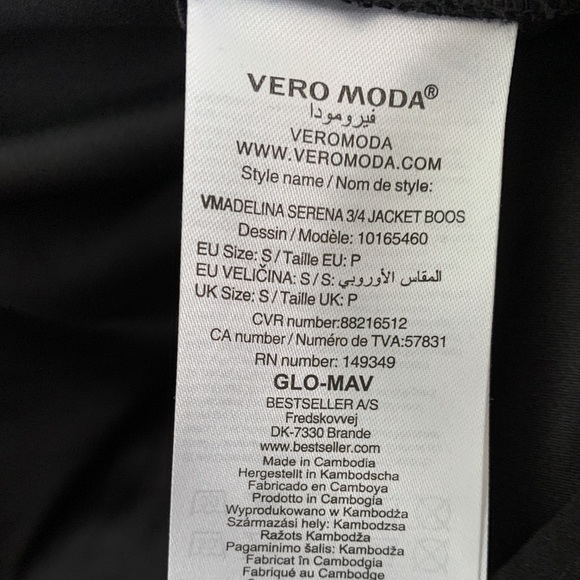 VERO MODA®
فيرومودا
VEROMODA
WWW.VEROMODA.COM
Style name / Nom de style:
VMADELINA SERENA 3/4 JACKET BOOS
Dessin / Modèle: 10165460
EU Size: S / Taille EU: P
EU VELIČINA: S / S: المقاس الأوروبي
UK Size: S / Taille UK: P
CVR number:88216512
CA number / Numéro de TVA:57831
RN number: 149349
GLO-MAV
BESTSELLER A/S
Fredskovvej
DK-7330 Brande
www.bestseller.com
Made in Cambodia
Hergestellt in Kambodscha
Fabricado en Camboya
Prodotto in Cambogia
Wyprodukowano w Kambodża
Származási hely: Kambodzsa
Ražots Kambodža
Pagaminimo šalis: Kambodža
Fabricat în Cambodgia
Fabriqué au Cambodge